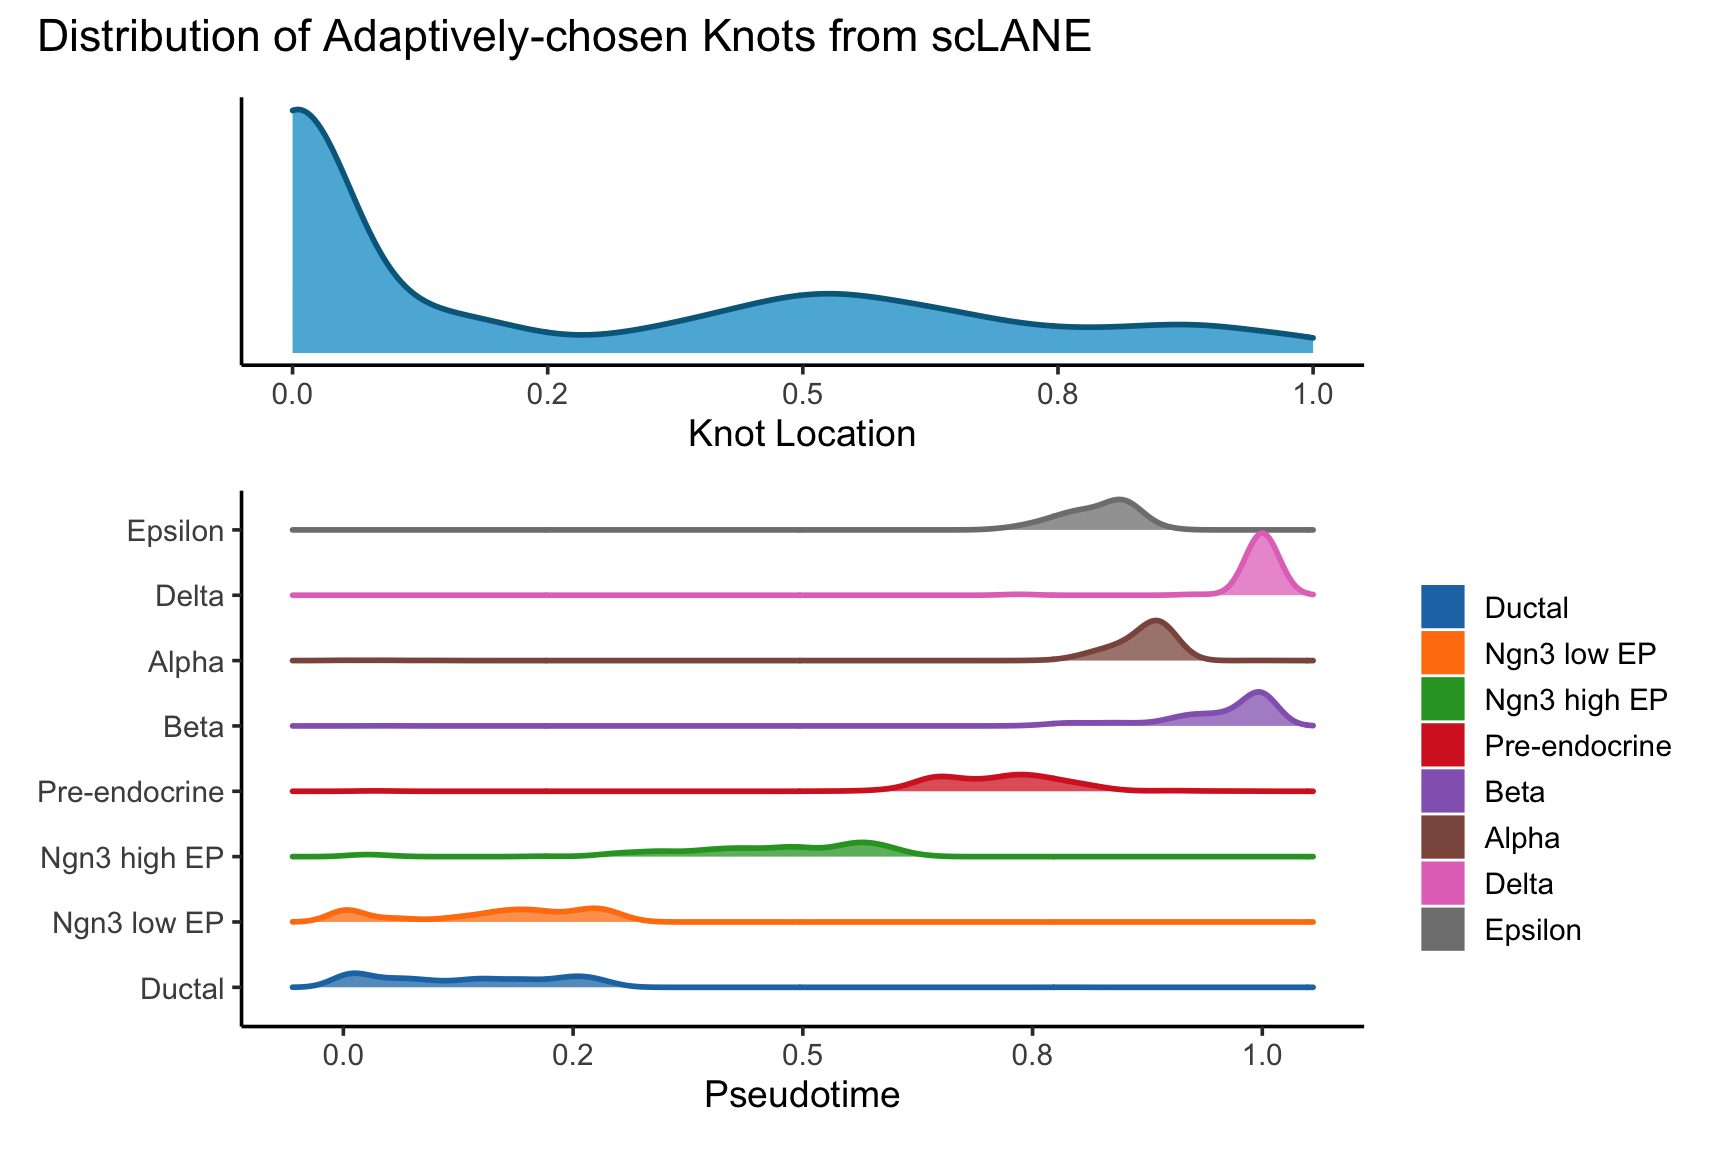 Distribution of Adaptively-chosen Knots from scLANE
0.0 0.2 0.5 0.8 1.0
Knot Location
Epsilon
Delta
Alpha
Beta
Pre-endocrine
Ngn3 high EP
Ngn3 low EP
Ductal
0.0 0.2 0.5 0.8 1.0
Pseudotime
Ductal
Ngn3 low EP
Ngn3 high EP
Pre-endocrine
Beta
Alpha
Delta
Epsilon